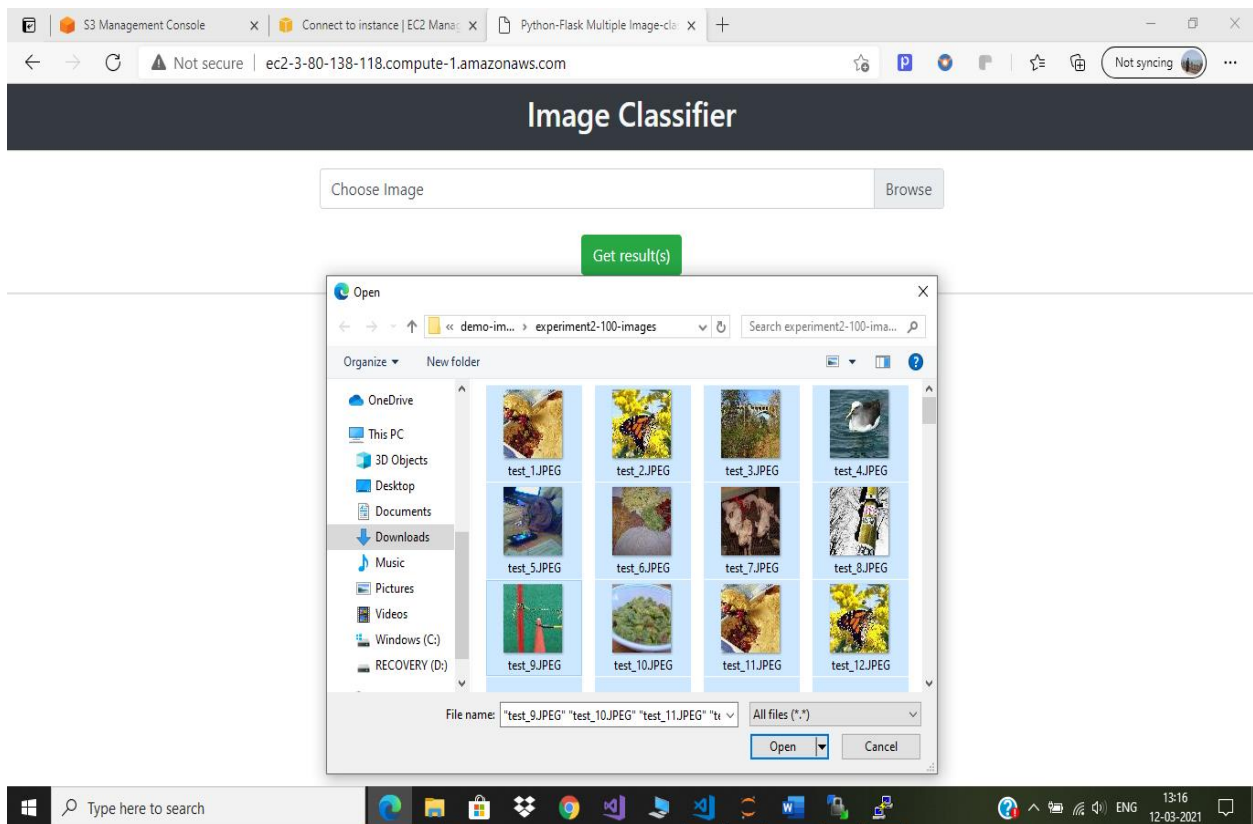 S3 Management Console
Connect to instance | EC2 Manag
Python-Flask Multiple Image-cla
Not secure | ec2-3-80-138-118.compute-1.amazonaws.com
Not syncing
Image Classifier
Choose Image
Browse
Get result(s)
Open
« demo-im... › experiment2-100-images
Search experiment2-100-ima...
Organize
New folder
OneDrive
This PC
3D Objects
Desktop
Documents
Downloads
Music
Pictures
Videos
Windows (C:)
RECOVERY (D:)
test_1.JPEG
test_2.JPEG
test_3.JPEG
test_4.JPEG
test_5.JPEG
test_6.JPEG
test_7.JPEG
test_8.JPEG
test_9.JPEG
test_10.JPEG
test_11.JPEG
test_12.JPEG
File name:
"test_9.JPEG" "test_10.JPEG" "test_11.JPEG" "te
All files (*.*)
Open
Cancel
Type here to search
ENG
13:16
12-03-2021